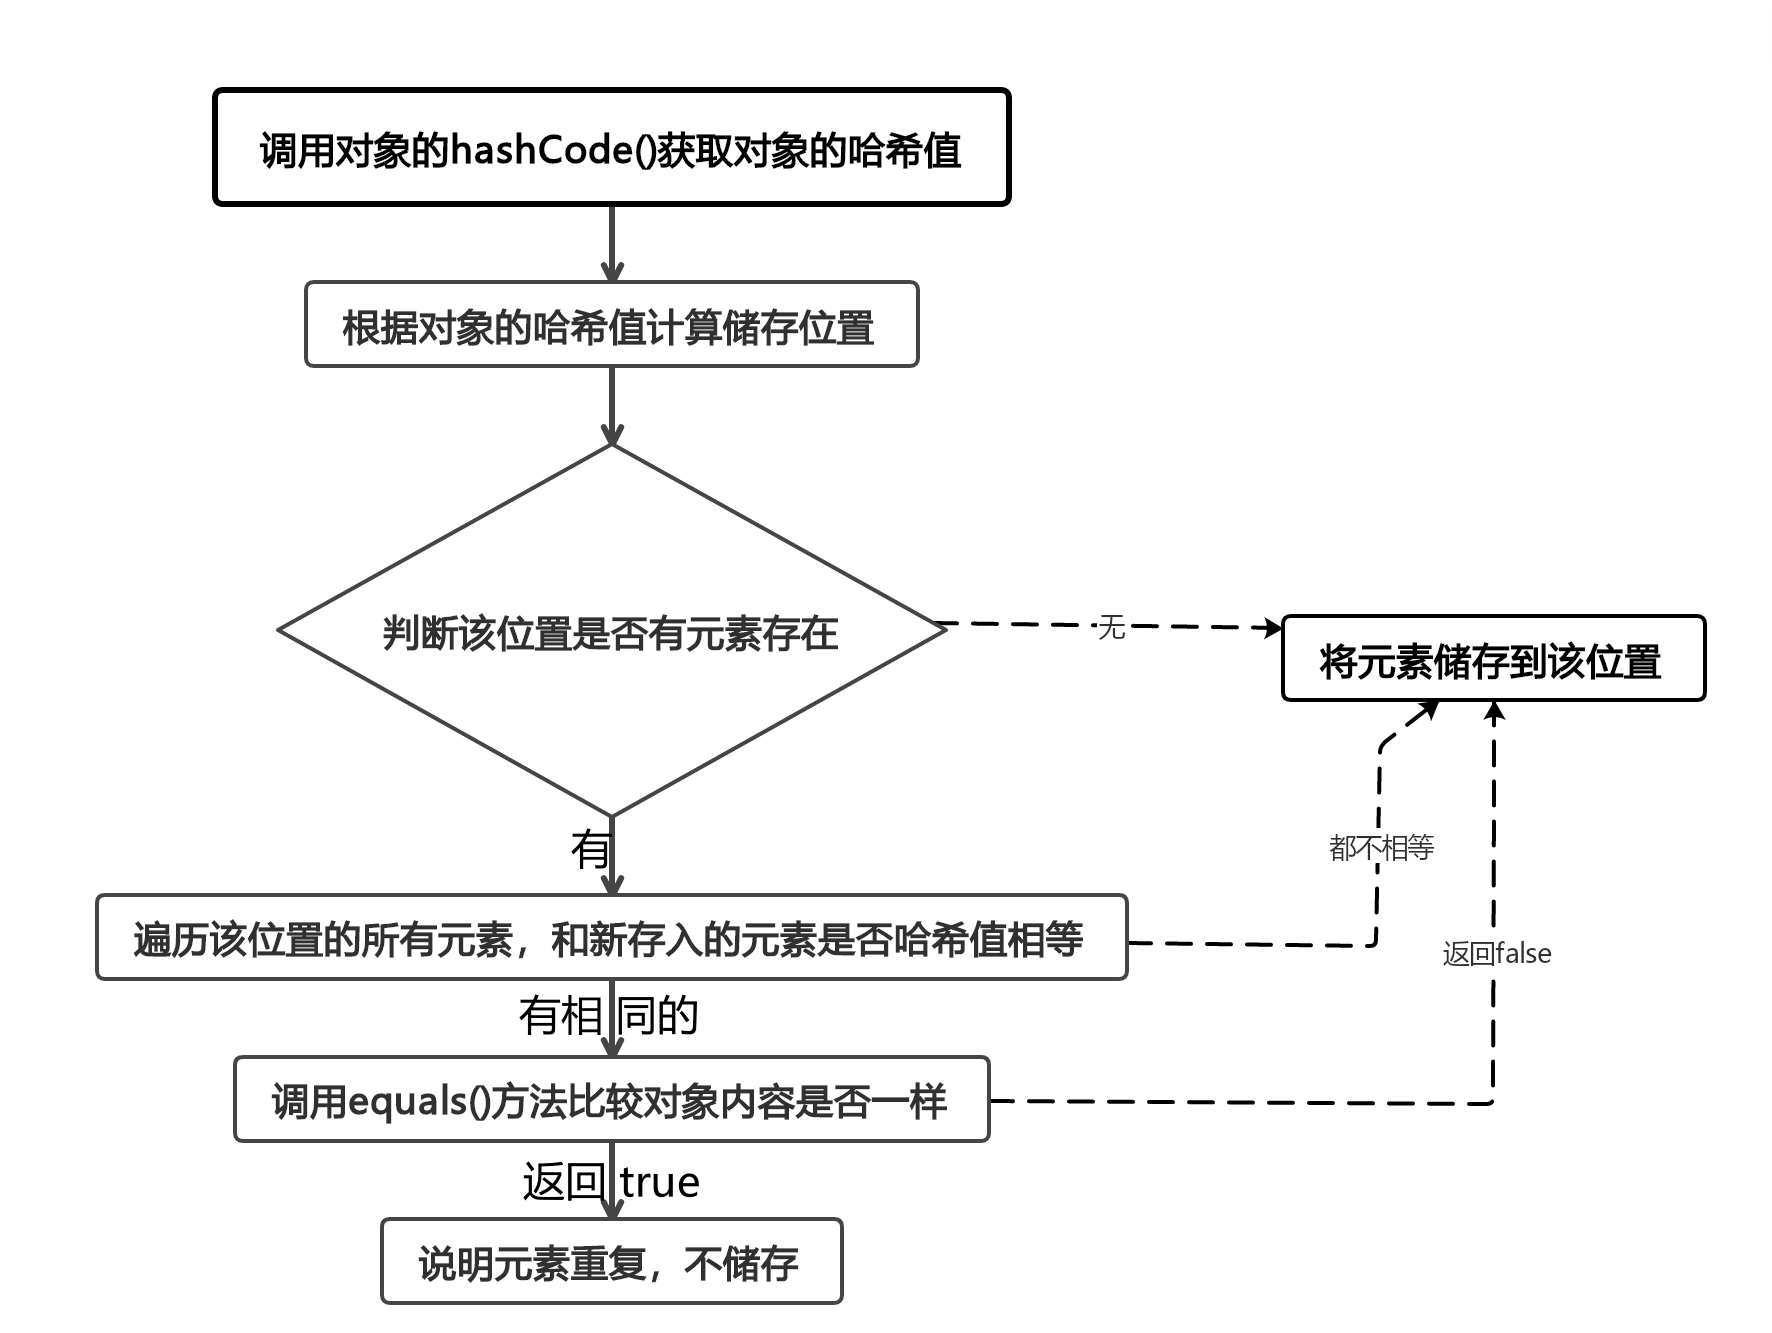 调用对象的hashCode()获取对象的哈希值
根据对象的哈希值计算储存位置
判断该位置是否有元素存在
无
将元素储存到该位置
有
都不相等
遍历该位置的所有元素，和新存入的元素是否哈希值相等
返回false
有相 同的
调用equals()方法比较对象内容是否一样
返回 true
说明元素重复，不储存